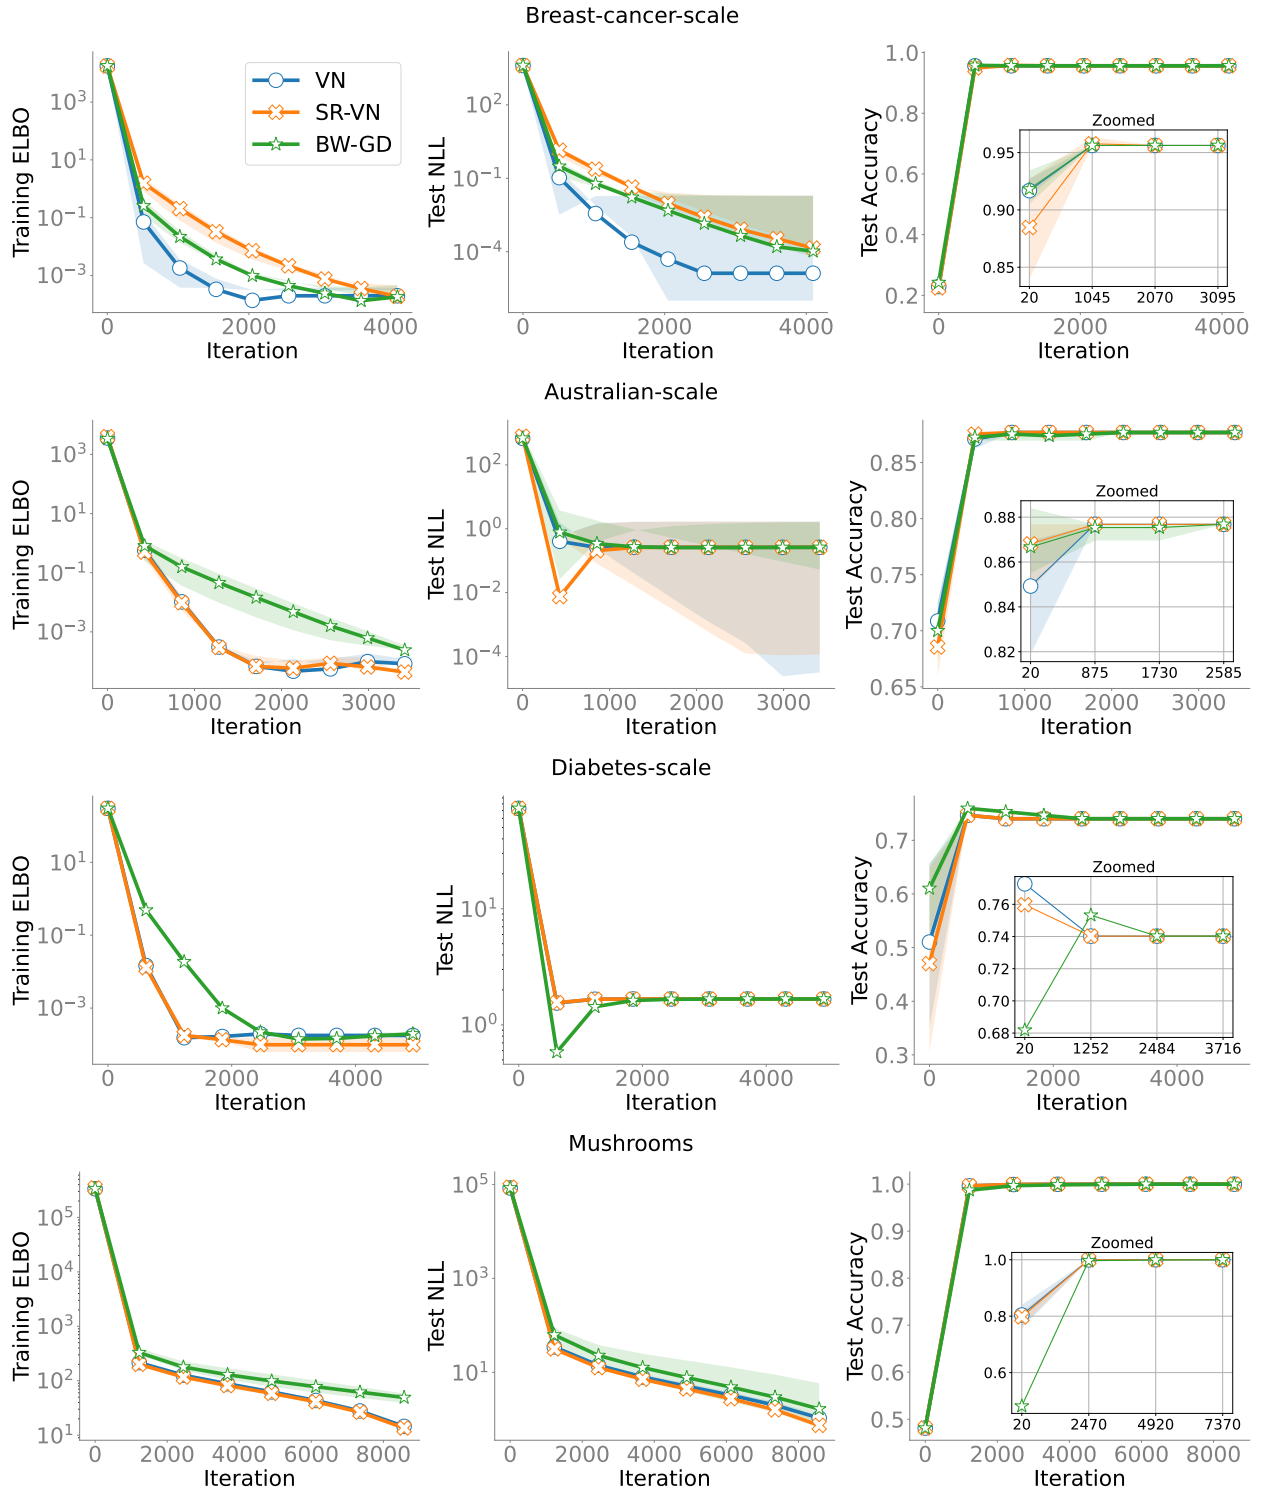 Breast-cancer-scale
Training ELBO
10^3
10^1
10^-1
10^-3
0 2000 4000
Iteration
VN
SR-VN
BW-GD
Test NLL
10^2
10^-1
10^-4
0 2000 4000
Iteration
Test Accuracy
1.0
0.8
0.6
0.4
0.2
0 2000 4000
Iteration
Zoomed
0.95
0.90
0.85
20 1045 2070 3095
Australian-scale
Training ELBO
10^3
10^1
10^-1
10^-3
0 1000 2000 3000
Iteration
Test NLL
10^2
10^0
10^-2
10^-4
0 1000 2000 3000
Iteration
Test Accuracy
0.85
0.80
0.75
0.70
0.65
0 1000 2000 3000
Iteration
Zoomed
0.88
0.86
0.84
0.82
20 875 1730 2585
Diabetes-scale
Training ELBO
10^1
10^-1
10^-3
0 2000 4000
Iteration
Test NLL
10^1
10^0
0 2000 4000
Iteration
Test Accuracy
0.7
0.6
0.5
0.4
0.3
0 2000 4000
Iteration
Zoomed
0.76
0.74
0.72
0.70
0.68
20 1252 2484 3716
Mushrooms
Training ELBO
10^5
10^4
10^3
10^2
10^1
0 2000 4000 6000 8000
Iteration
Test NLL
10^5
10^3
10^1
0 2000 4000 6000 8000
Iteration
Test Accuracy
1.0
0.9
0.8
0.7
0.6
0.5
0 2000 4000 6000 8000
Iteration
Zoomed
1.0
0.8
0.6
20 2470 4920 7370